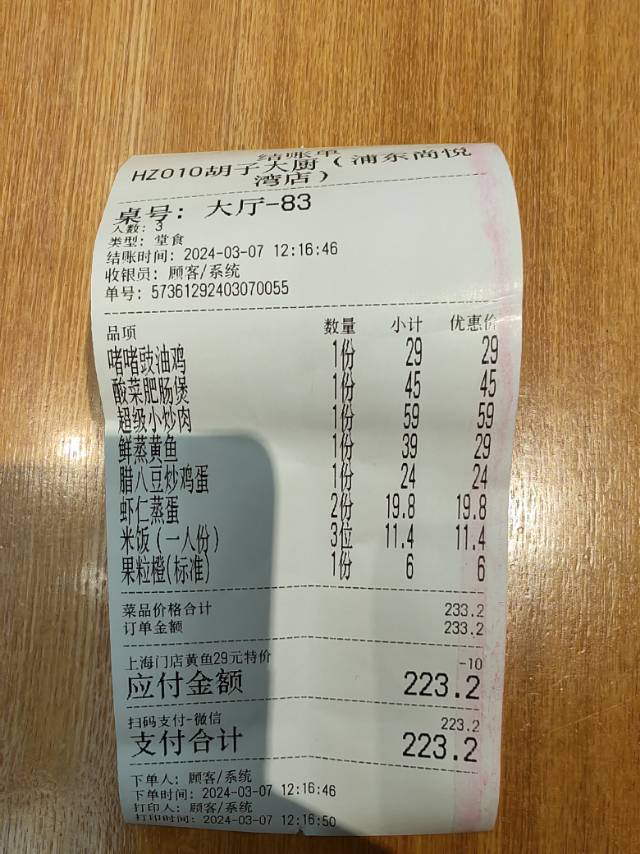 结账单
HZ010胡子大厨（浦东尚悦
湾店）
桌号：大厅-83
人数：3
类型：堂食
结账时间：2024-03-07 12:16:46
收银员：顾客/系统
单号：57361292403070055
品项 数量 小计 优惠价
啫啫豉油鸡 1份 29 29
酸菜肥肠煲 1份 45 45
超级小炒肉 1份 59 59
鲜蒸黄鱼 1份 39 29
腊八豆炒鸡蛋 1份 24 24
虾仁蒸蛋 2份 19.8 19.8
米饭（一人份） 3位 11.4 11.4
果粒橙(标准) 1份 6 6
菜品价格合计 233.2
订单金额 233.2
上海门店黄鱼29元特价 -10
应付金额 223.2
扫码支付-微信 223.2
支付合计 223.2
下单人：顾客/系统
下单时间：2024-03-07 12:16:46
打印人：顾客/系统
打印时间：2024-03-07 12:16:50